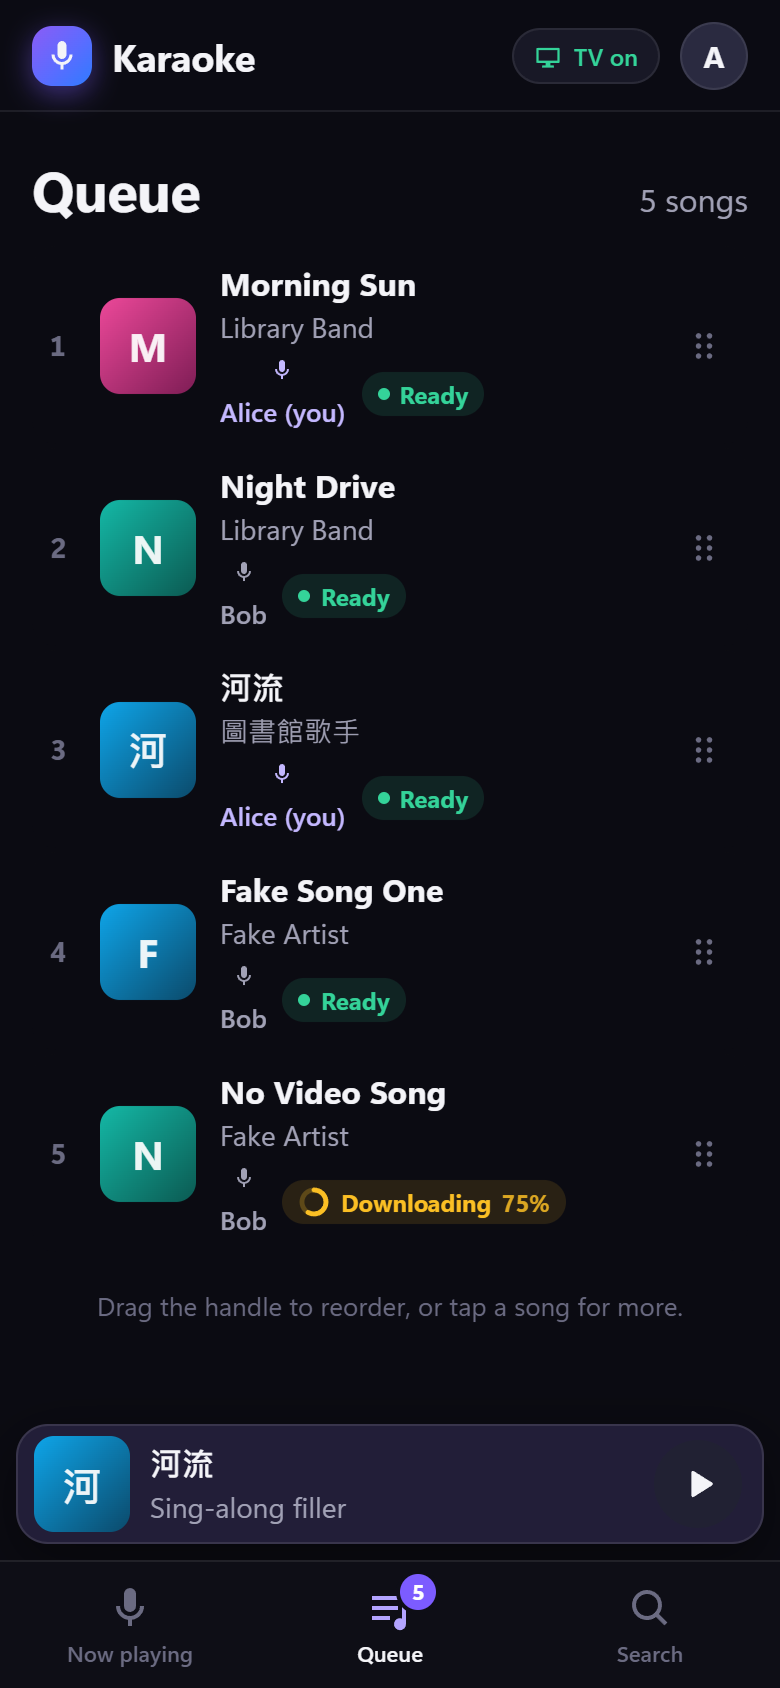 Karaoke
TV on
A
Queue
5 songs
1
M
Morning Sun
Library Band
Alice (you)
Ready
2
N
Night Drive
Library Band
Bob
Ready
3
河
河流
圖書館歌手
Alice (you)
Ready
4
F
Fake Song One
Fake Artist
Bob
Ready
5
N
No Video Song
Fake Artist
Bob
Downloading 75%
Drag the handle to reorder, or tap a song for more.
河
河流
Sing-along filler
5
Now playing
Queue
Search